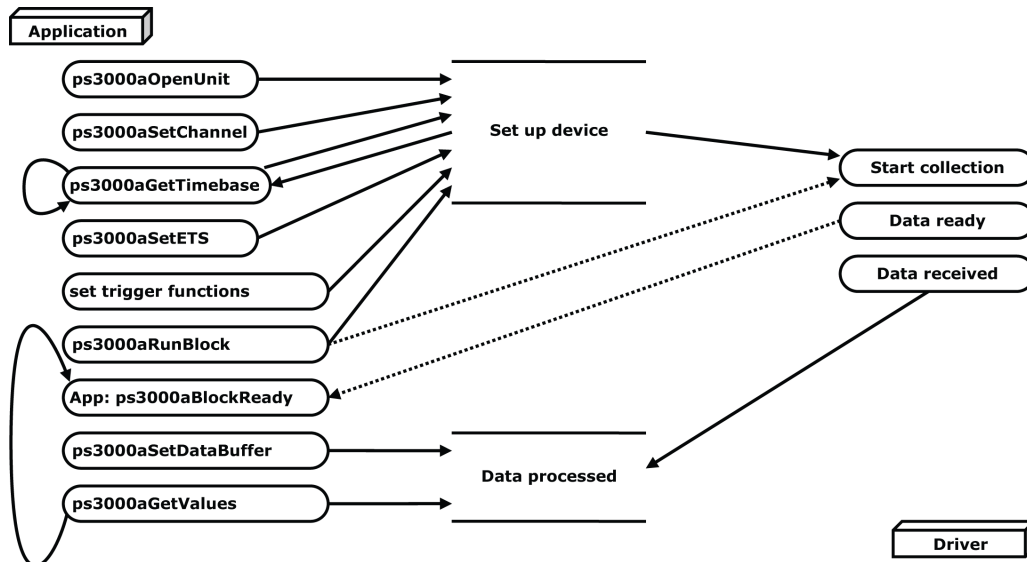 Application
ps3000aOpenUnit
ps3000aSetChannel
Set up device
ps3000aGetTimebase
Start collection
ps3000aSetETS
Data ready
set trigger functions
Data received
ps3000aRunBlock
App: ps3000aBlockReady
ps3000aSetDataBuffer
Data processed
ps3000aGetValues
Driver